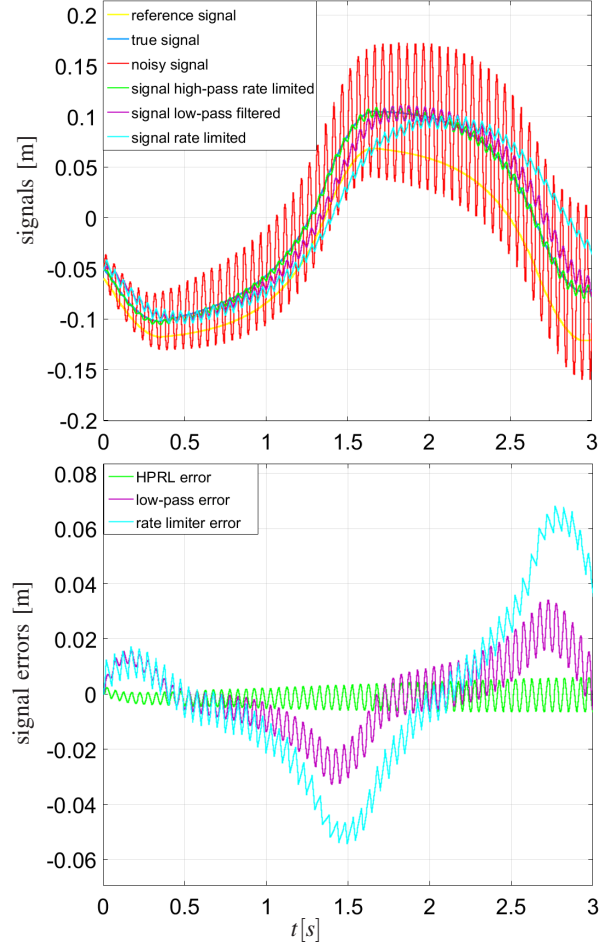 0.2
0.15
0.1
0.05
0
-0.05
-0.1
-0.15
-0.2
signals [m]
reference signal
true signal
noisy signal
signal high-pass rate limited
signal low-pass filtered
signal rate limited
0 0.5 1 1.5 2 2.5 3
0.08
0.06
0.04
0.02
0
-0.02
-0.04
-0.06
signal errors [m]
HPRL error
low-pass error
rate limiter error
0 0.5 1 1.5 2 2.5 3
t[s]